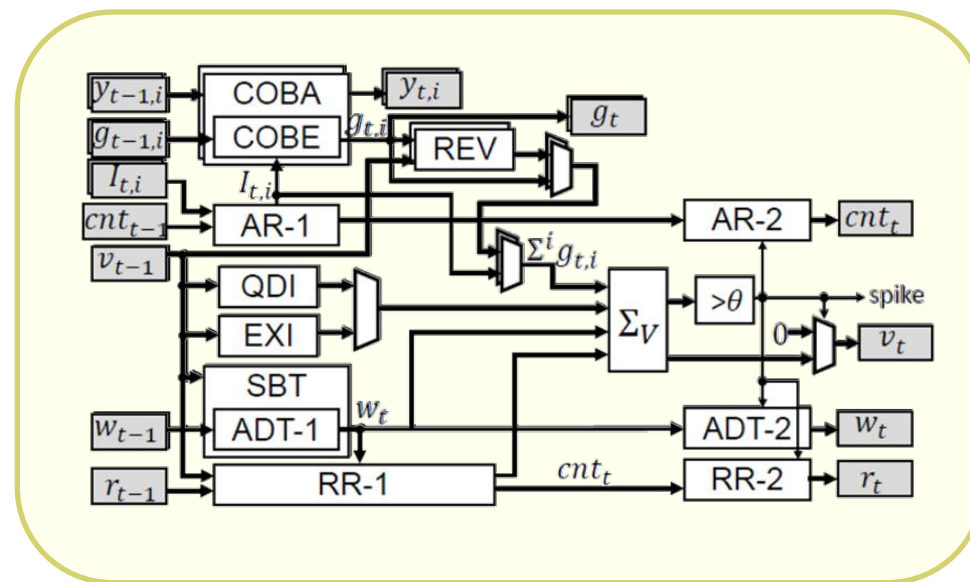 y_{t-1,i}
COBA
y_{t,i}
g_{t-1,i}
COBE
g_{t,i}
REV
g_t
I_{t,i}
I_{t,i}
cnt_{t-1}
AR-1
AR-2
cnt_t
v_{t-1}
Σ^i g_{t,i}
QDI
EXI
Σ_V
>θ
spike
0
v_t
SBT
w_{t-1}
ADT-1
w_t
ADT-2
w_t
r_{t-1}
RR-1
cnt_t
RR-2
r_t